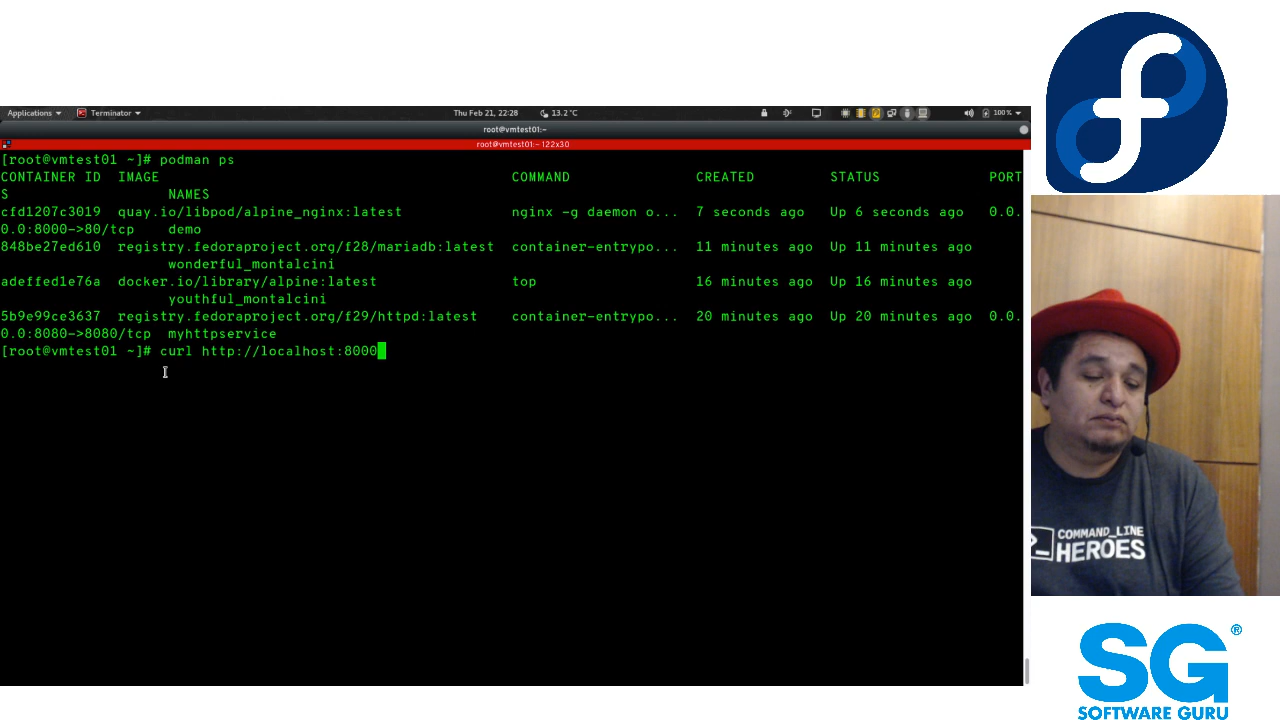 Applications Terminator Thu Feb 21, 22:28 13.2°C 100%
root@vmtest01:~
root@vmtest01:~ 122x30
[root@vmtest01 ~]# podman ps
CONTAINER ID IMAGE COMMAND CREATED STATUS PORT
S NAMES
cfd1207c3019 quay.io/libpod/alpine_nginx:latest nginx -g daemon o... 7 seconds ago Up 6 seconds ago 0.0.
0.0:8000->80/tcp demo
848be27ed610 registry.fedoraproject.org/f28/mariadb:latest container-entrypo... 11 minutes ago Up 11 minutes ago
wonderful_montalcini
adeffed1e76a docker.io/library/alpine:latest top 16 minutes ago Up 16 minutes ago
youthful_montalcini
5b9e99ce3637 registry.fedoraproject.org/f29/httpd:latest container-entrypo... 20 minutes ago Up 20 minutes ago 0.0.
0.0:8080->8080/tcp myhttpservice
[root@vmtest01 ~]# curl http://localhost:8000
COMMAND_LINE
HEROES
SG®
SOFTWARE GURU